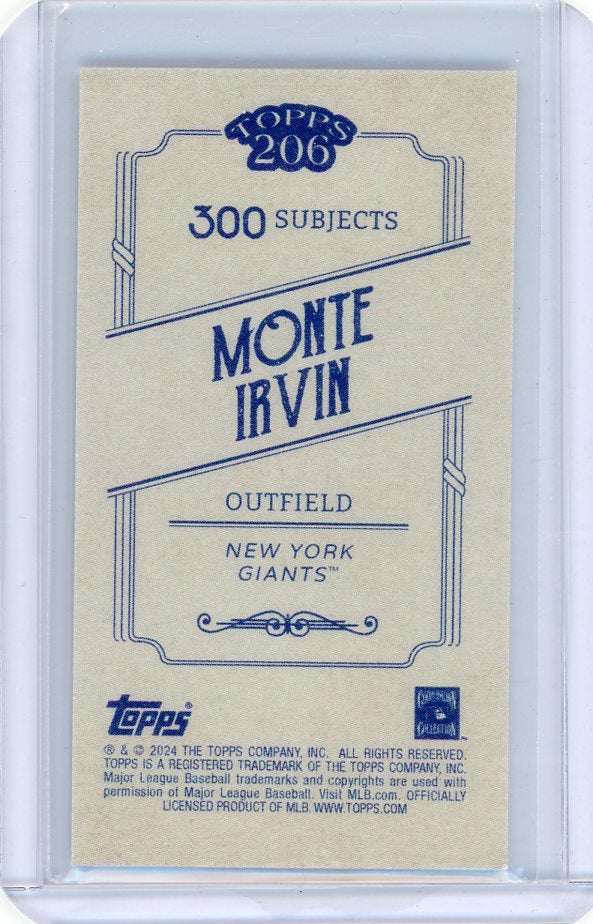 TOPPS
206
300 SUBJECTS
MONTE
IRVIN
OUTFIELD
NEW YORK
GIANTS™
topps®
COOPERSTOWN
COLLECTION™
® & © 2024 THE TOPPS COMPANY, INC. ALL RIGHTS RESERVED.
TOPPS IS A REGISTERED TRADEMARK OF THE TOPPS COMPANY, INC.
Major League Baseball trademarks and copyrights are used with
permission of Major League Baseball. Visit MLB.com. OFFICIALLY
LICENSED PRODUCT OF MLB. WWW.TOPPS.COM